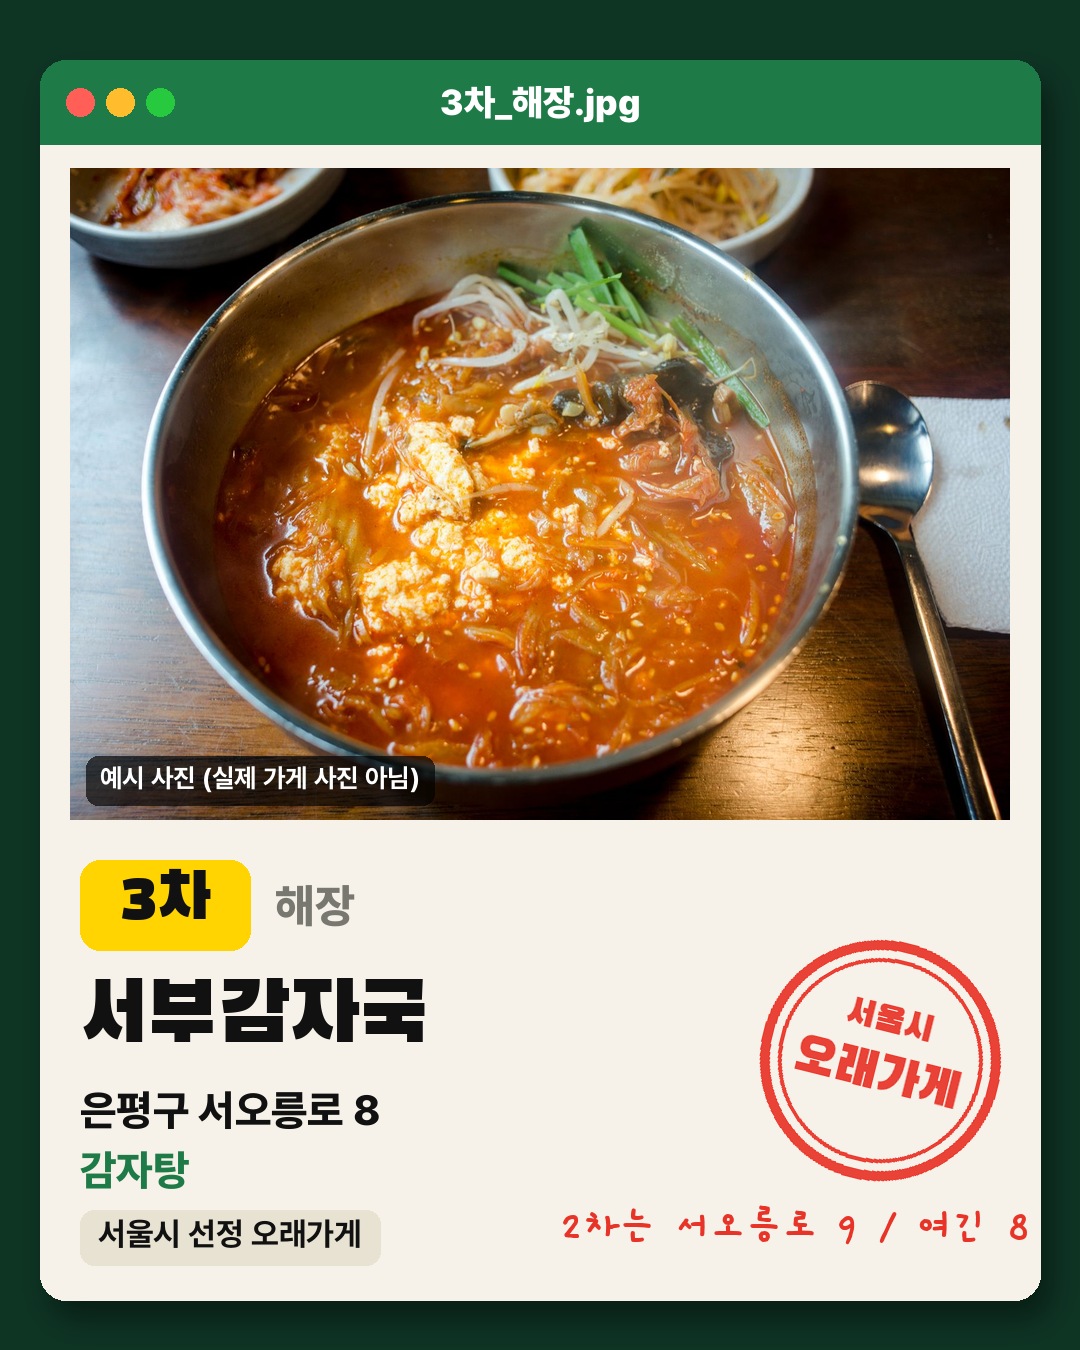 3차_해장.jpg
예시 사진 (실제 가게 사진 아님)
3차 해장
서부감자국
은평구 서오릉로 8
감자탕
서울시 선정 오래가게
서울시
오래가게
2차는 서오릉로 9 / 여긴 8